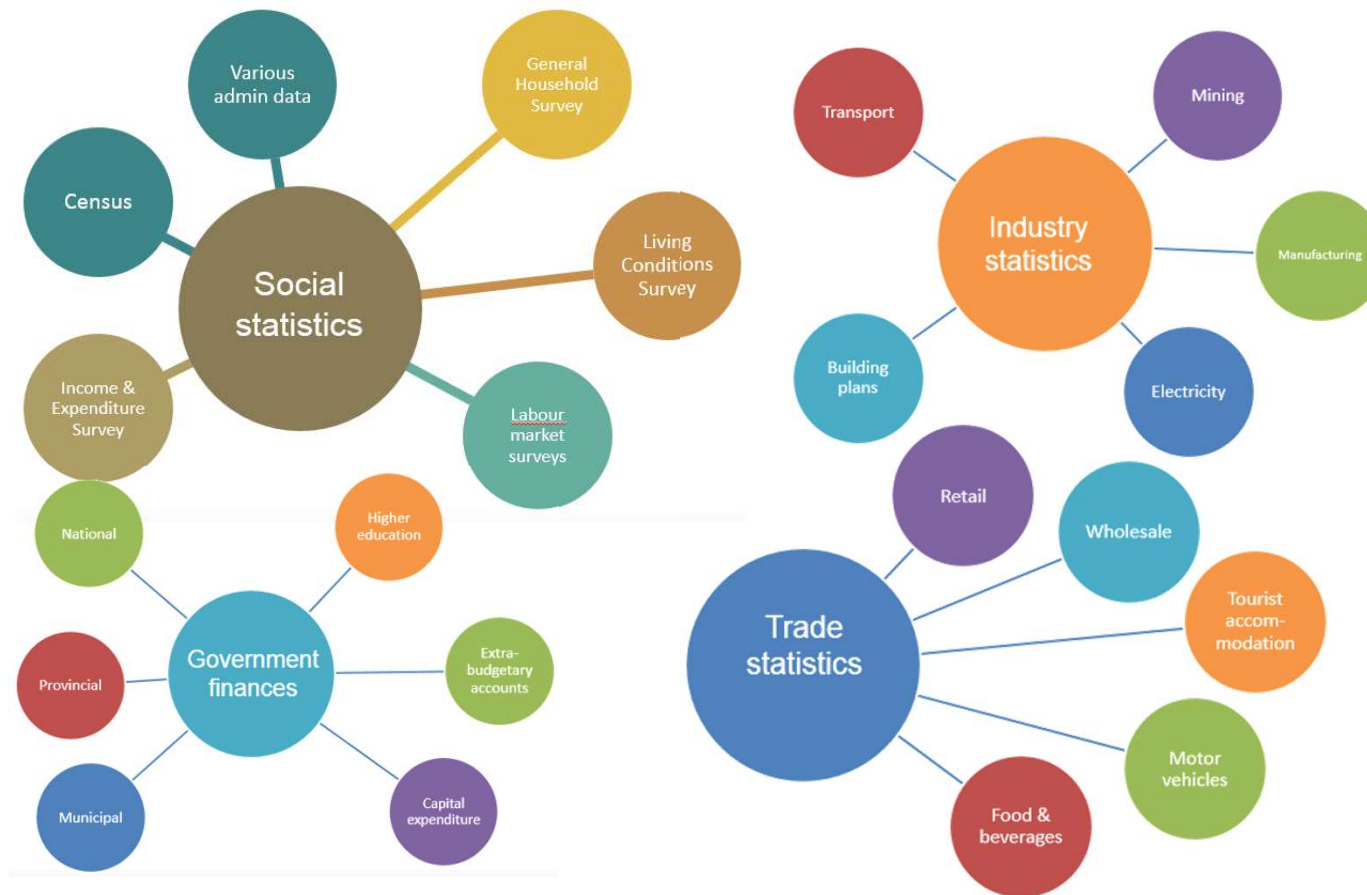 Various
admin data
General
Household
Survey
Census
Social
statistics
Living
Conditions
Survey
Income &
Expenditure
Survey
Labour
market
surveys
Transport
Mining
Industry
statistics
Manufacturing
Building
plans
Electricity
National
Higher
education
Government
finances
Provincial
Extra-
budgetary
accounts
Municipal
Capital
expenditure
Retail
Wholesale
Trade
statistics
Tourist
accom-
modation
Motor
vehicles
Food &
beverages